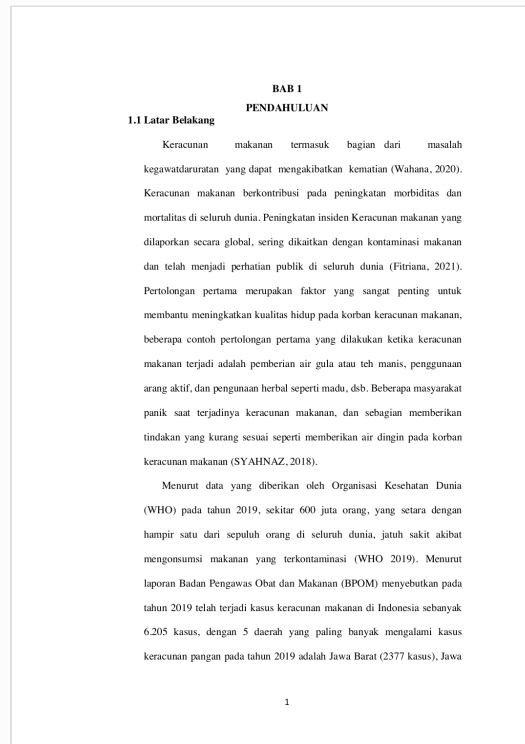 BAB 1
PENDAHULUAN
1.1 Latar Belakang
Keracunan makanan termasuk bagian dari masalah
kegawatdaruratan yang dapat mengakibatkan kematian (Wahana, 2020).
Keracunan makanan berkontribusi pada peningkatan morbiditas dan
mortalitas di seluruh dunia. Peningkatan insiden Keracunan makanan yang
dilaporkan secara global, sering dikaitkan dengan kontaminasi makanan
dan telah menjadi perhatian publik di seluruh dunia (Fitriana, 2021).
Pertolongan pertama merupakan faktor yang sangat penting untuk
membantu meningkatkan kualitas hidup pada korban keracunan makanan,
beberapa contoh pertolongan pertama yang dilakukan ketika keracunan
makanan terjadi adalah pemberian air gula atau teh manis, penggunaan
arang aktif, dan pengunaan herbal seperti madu, dsb. Beberapa masyarakat
panik saat terjadinya keracunan makanan, dan sebagian memberikan
tindakan yang kurang sesuai seperti memberikan air dingin pada korban
keracunan makanan (SYAHNAZ, 2018).
Menurut data yang diberikan oleh Organisasi Kesehatan Dunia
(WHO) pada tahun 2019, sekitar 600 juta orang, yang setara dengan
hampir satu dari sepuluh orang di seluruh dunia, jatuh sakit akibat
mengonsumsi makanan yang terkontaminasi (WHO 2019). Menurut
laporan Badan Pengawas Obat dan Makanan (BPOM) menyebutkan pada
tahun 2019 telah terjadi kasus keracunan makanan di Indonesia sebanyak
6.205 kasus, dengan 5 daerah yang paling banyak mengalami kasus
keracunan pangan pada tahun 2019 adalah Jawa Barat (2377 kasus), Jawa
1